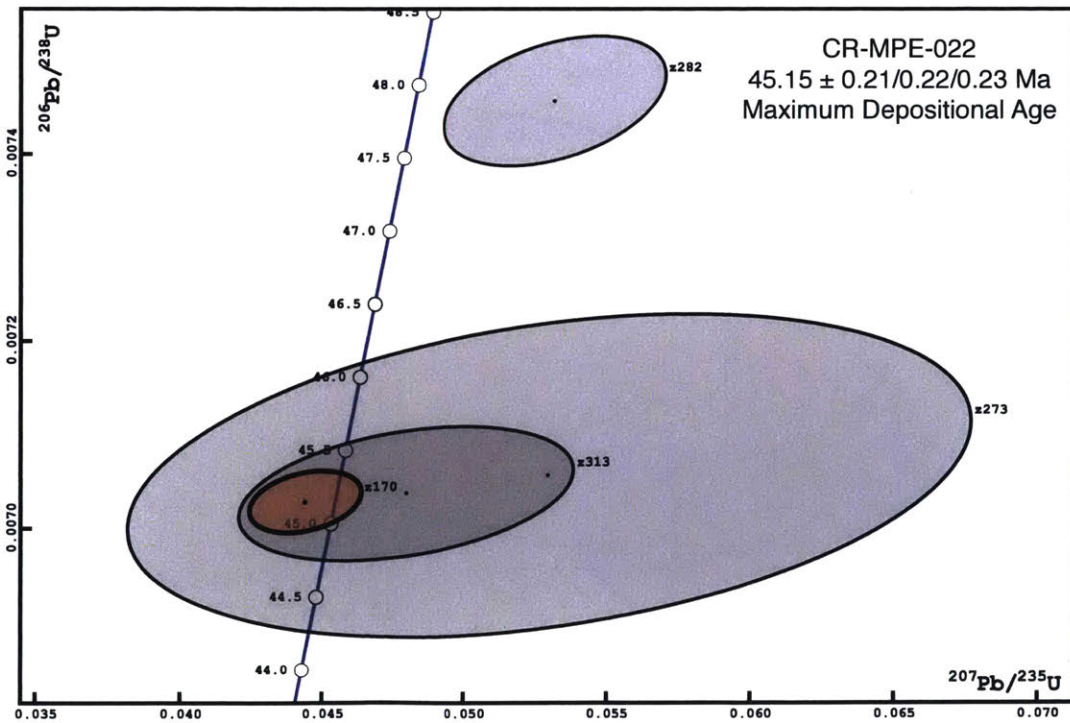 48.5
CR-MPE-022
45.15 ± 0.21/0.22/0.23 Ma
Maximum Depositional Age
²⁰⁶Pb/²³⁸U
z282
48.0
0.0074
47.5
47.0
46.5
0.0072
46.0
z273
45.5
z313
z170
45.0
0.0070
44.5
44.0
²⁰⁷Pb/²³⁵U
0.035
0.040
0.045
0.050
0.055
0.060
0.065
0.070